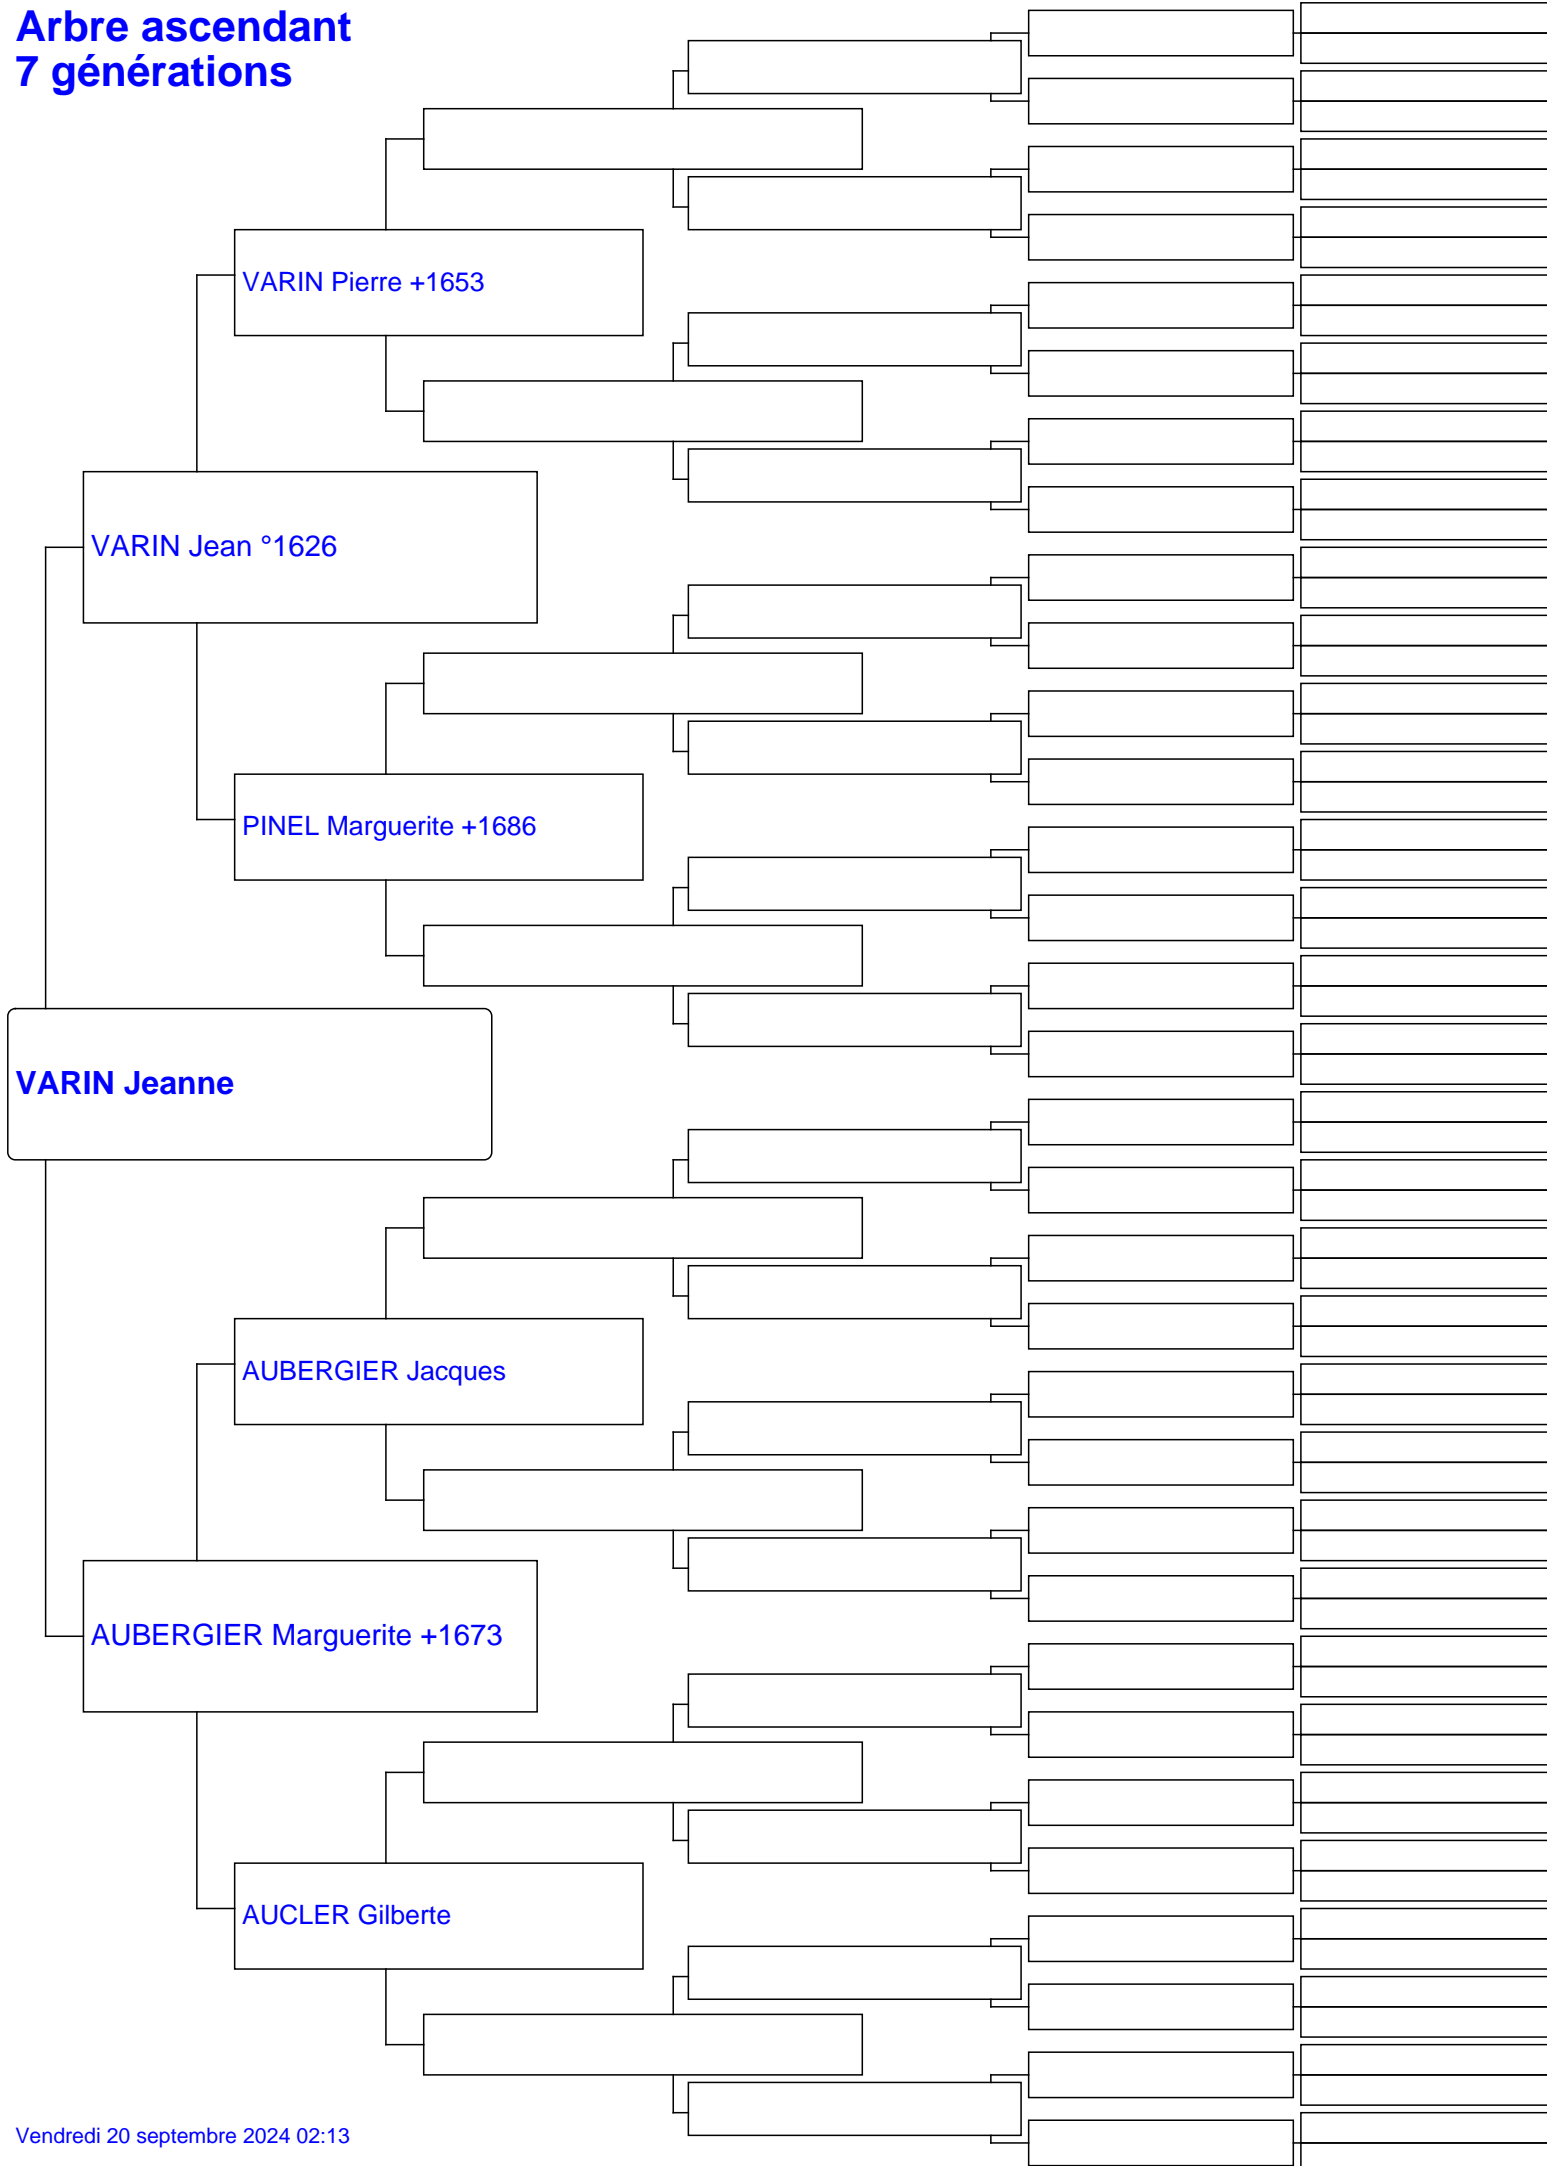 Arbre ascendant
7 générations
VARIN Pierre +1653
VARIN Jean °1626
PINEL Marguerite +1686
VARIN Jeanne
AUBERGIER Jacques
AUBERGIER Marguerite +1673
AUCLER Gilberte
Vendredi 20 septembre 2024 02:13